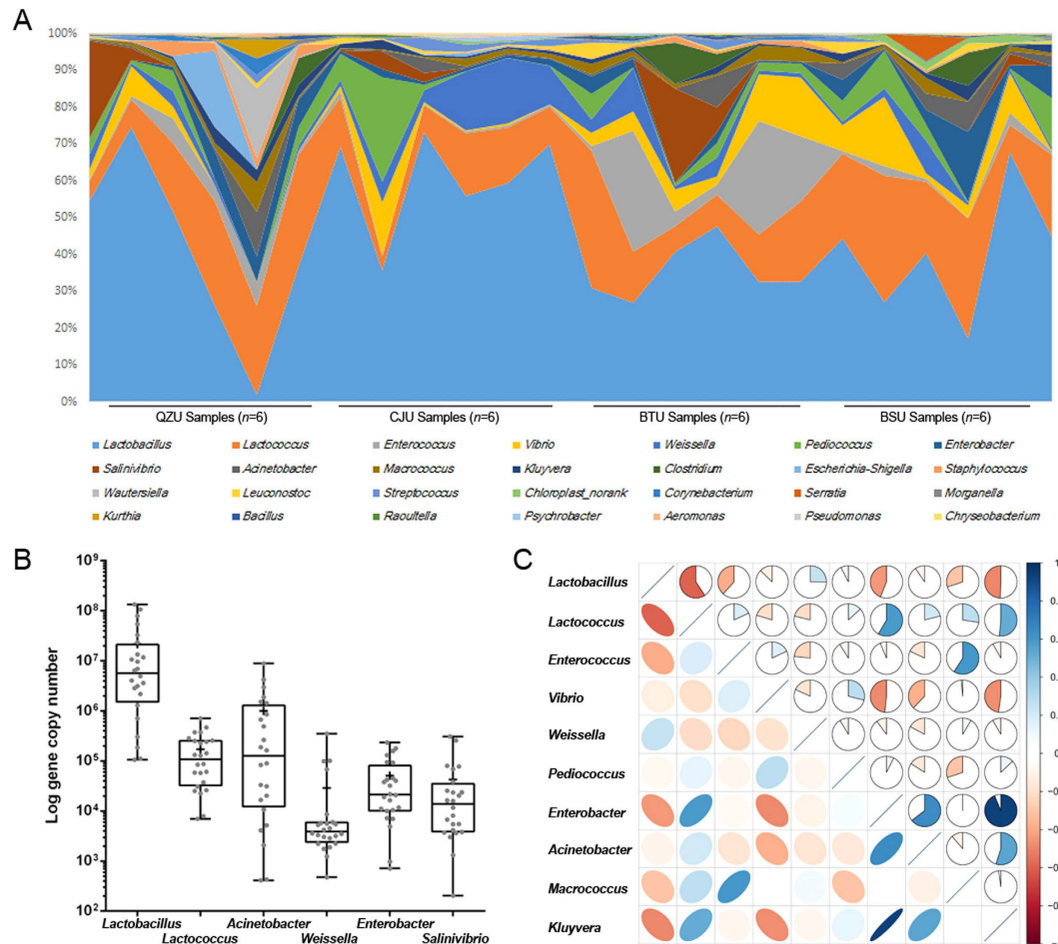 A
100%
90%
80%
70%
60%
50%
40%
30%
20%
10%
0%
QZU Samples (n=6) CJU Samples (n=6) BTU Samples (n=6) BSU Samples (n=6)
Lactobacillus Lactococcus Enterococcus Vibrio Weissella Pediococcus Enterobacter
Salinivibrio Acinetobacter Macrococcus Kluyvera Clostridium Escherichia-Shigella Staphylococcus
Wautersiella Leuconostoc Streptococcus Chloroplast_norank Corynebacterium Serratia Morganella
Kurthia Bacillus Raoultella Psychrobacter Aeromonas Pseudomonas Chryseobacterium
B
Log gene copy number
10⁹
10⁸
10⁷
10⁶
10⁵
10⁴
10³
10²
Lactobacillus Acinetobacter Enterobacter
Lactococcus Weissella Salinivibrio
C
Lactobacillus
Lactococcus
Enterococcus
Vibrio
Weissella
Pediococcus
Enterobacter
Acinetobacter
Macrococcus
Kluyvera
1
0